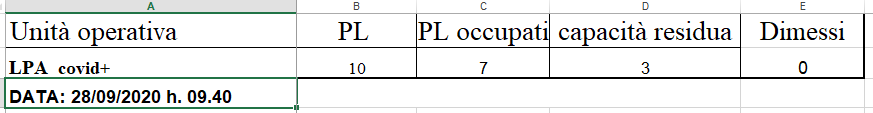 A B C D E
Unità operativa PL PL occupati capacità residua Dimessi
LPA covid+ 10 7 3 0
DATA: 28/09/2020 h. 09.40